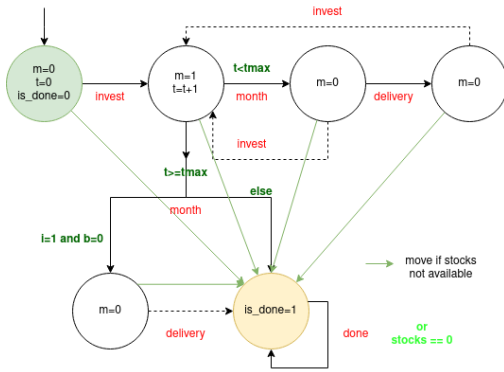 invest
m=0
t=0
is_done=0
invest
m=1
t=t+1
t<tmax
month
m=0
delivery
m=0
invest
t>=tmax
else
month
i=1 and b=0
move if stocks
not available
m=0
delivery
is_done=1
done
or
stocks == 0